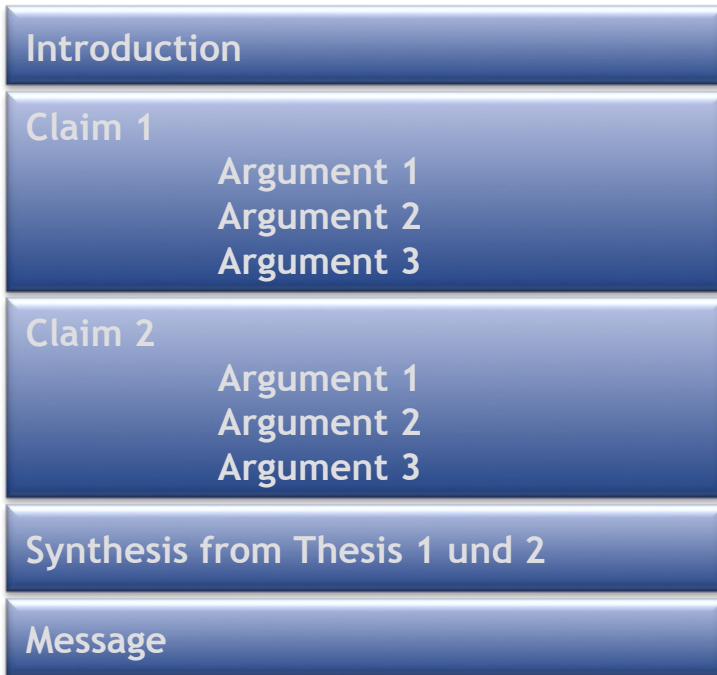 Introduction
Claim 1
Argument 1
Argument 2
Argument 3
Claim 2
Argument 1
Argument 2
Argument 3
Synthesis from Thesis 1 und 2
Message